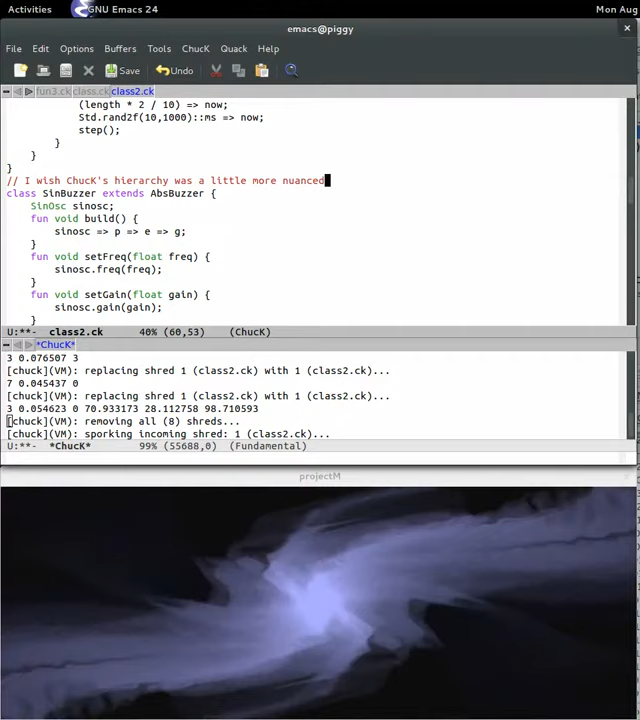 Activities GNU Emacs 24 Mon Aug
emacs@piggy
File Edit Options Buffers Tools ChucK Quack Help
Save Undo
fun3.ck class.ck class2.ck
(length * 2 / 10) => now;
Std.rand2f(10,1000)::ms => now;
step();
}
}
}
// I wish ChucK's hierarchy was a little more nuanced
class SinBuzzer extends AbsBuzzer {
SinOsc sinosc;
fun void build() {
sinosc => p => e => g;
}
fun void setFreq(float freq) {
sinosc.freq(freq);
}
fun void setGain(float gain) {
sinosc.gain(gain);
}
U:**- class2.ck 40% (60,53) (ChucK)
*ChucK*
3 0.076507 3
[chuck](VM): replacing shred 1 (class2.ck) with 1 (class2.ck)...
7 0.045437 0
[chuck](VM): replacing shred 1 (class2.ck) with 1 (class2.ck)...
3 0.054623 0 70.933173 28.112758 98.710593
[chuck](VM): removing all (8) shreds...
[chuck](VM): sporking incoming shred: 1 (class2.ck)...
U:**- *ChucK* 99% (55688,0) (Fundamental)
projectM